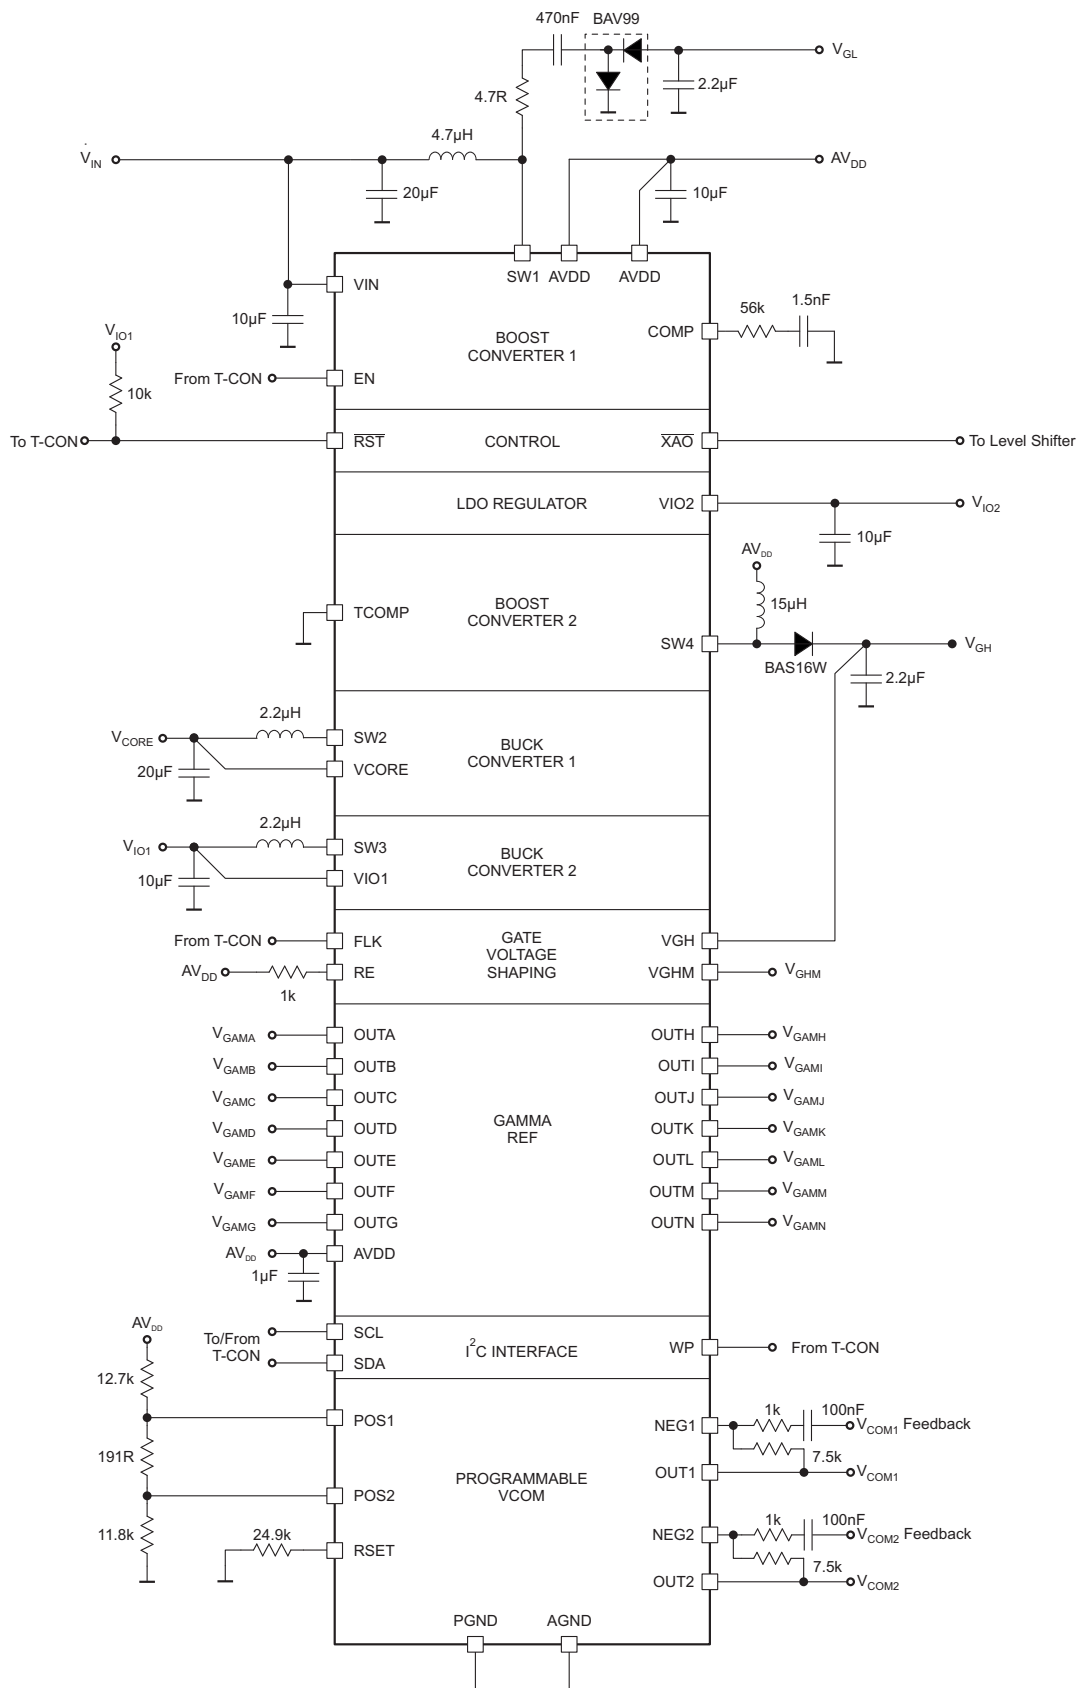 470nF BAV99
V_GL
2.2µF
4.7R
4.7µH
V_IN
AV_DD
20µF
10µF
SW1 AVDD AVDD
VIN
10µF
BOOST
CONVERTER 1
COMP
56k
1.5nF
V_IO1
10k
From T-CON
EN
To T-CON
RST
CONTROL
XAO
To Level Shifter
LDO REGULATOR
VIO2
V_IO2
10µF
AV_DD
15µH
TCOMP
BOOST
CONVERTER 2
SW4
BAS16W
V_GH
2.2µF
2.2µH
V_CORE
SW2
20µF
VCORE
BUCK
CONVERTER 1
2.2µH
V_IO1
SW3
10µF
VIO1
BUCK
CONVERTER 2
From T-CON
FLK
AV_DD
1k
RE
GATE
VOLTAGE
SHAPING
VGH
VGHM
V_GHM
V_GAMA OUTA
V_GAMB OUTB
V_GAMC OUTC
V_GAMD OUTD
V_GAME OUTE
V_GAMF OUTF
V_GAMG OUTG
AV_DD AVDD
1µF
GAMMA
REF
OUTH V_GAMH
OUTI V_GAMI
OUTJ V_GAMJ
OUTK V_GAMK
OUTL V_GAML
OUTM V_GAMM
OUTN V_GAMN
To/From
T-CON
SCL
SDA
I²C INTERFACE
WP
From T-CON
AV_DD
12.7k
191R
11.8k
POS1
POS2
24.9k
RSET
PROGRAMMABLE
VCOM
NEG1
1k 100nF
V_COM1 Feedback
7.5k
OUT1
V_COM1
NEG2
1k 100nF
V_COM2 Feedback
7.5k
OUT2
V_COM2
PGND AGND